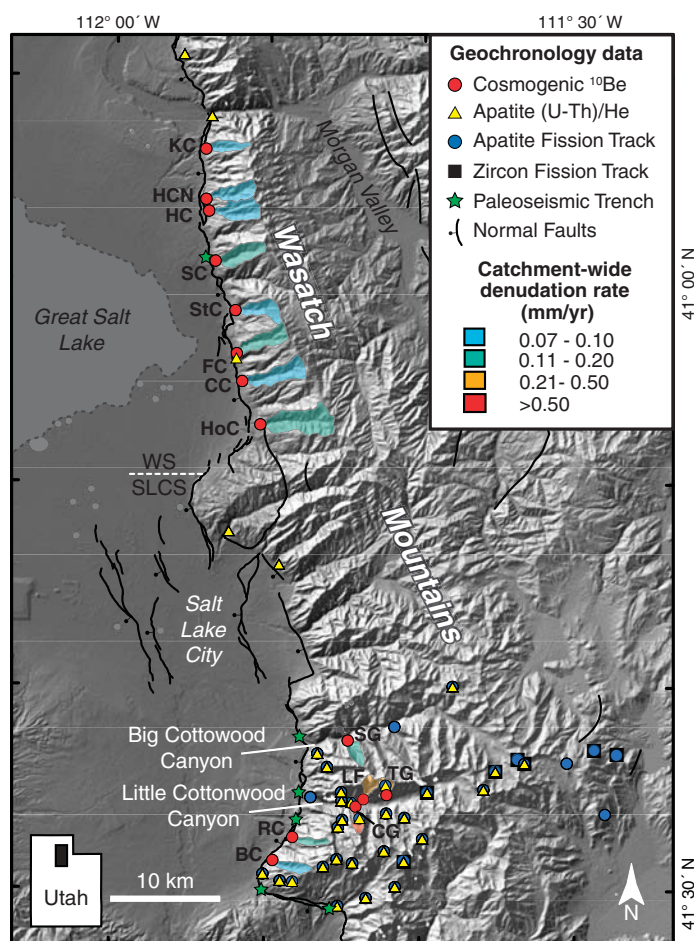 112°00′
111°30′
Geochronology data
Cosmogenic ¹⁰Be
Apatite (U-Th)/He
Apatite Fission Track
Zircon Fission Track
Paleoseismic Trench
Normal Faults
Catchment-wide
denudation rate
(mm/yr)
0.07 - 0.10
0.11 - 0.20
0.21- 0.50
>0.50
KC
Morgan Valley
HCN
HC
Wasatch
SC
41° 00′ N
StC
Great Salt
Lake
FC
CC
HoC
WS
SLCS
Mountains
Salt
Lake
City
Big Cottowood
Canyon
SG
LF
TG
Little Cottonwood
Canyon
CG
RC
BC
Utah
10 km
N
41° 30′ N